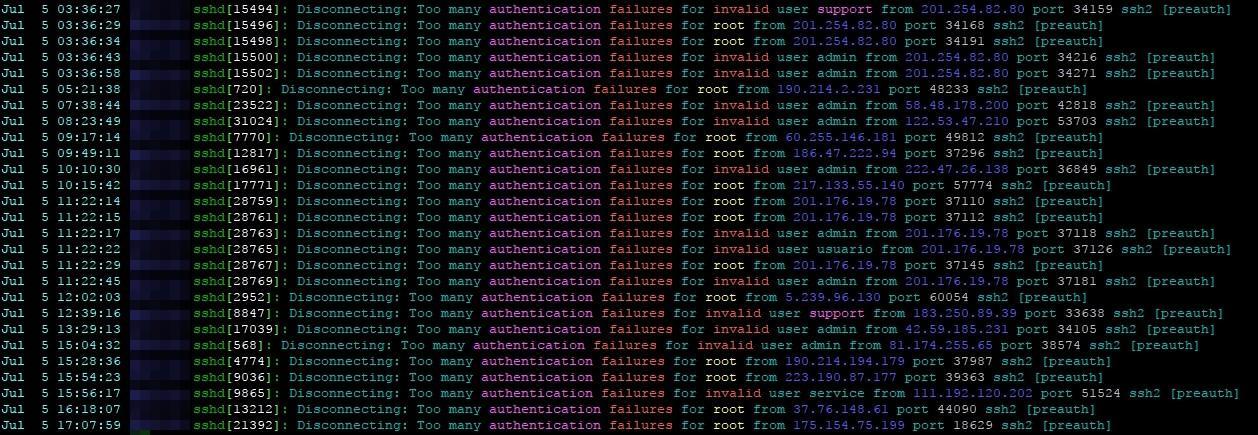 Jul 5 03:36:27 sshd[15494]: Disconnecting: Too many authentication failures for invalid user support from 201.254.82.80 port 34159 ssh2 [preauth]
Jul 5 03:36:29 sshd[15496]: Disconnecting: Too many authentication failures for root from 201.254.82.80 port 34168 ssh2 [preauth]
Jul 5 03:36:34 sshd[15498]: Disconnecting: Too many authentication failures for root from 201.254.82.80 port 34191 ssh2 [preauth]
Jul 5 03:36:43 sshd[15500]: Disconnecting: Too many authentication failures for invalid user admin from 201.254.82.80 port 34216 ssh2 [preauth]
Jul 5 03:36:58 sshd[15502]: Disconnecting: Too many authentication failures for invalid user admin from 201.254.82.80 port 34271 ssh2 [preauth]
Jul 5 05:21:38 sshd[720]: Disconnecting: Too many authentication failures for root from 190.214.2.231 port 48233 ssh2 [preauth]
Jul 5 07:38:44 sshd[23522]: Disconnecting: Too many authentication failures for invalid user admin from 58.48.178.200 port 42818 ssh2 [preauth]
Jul 5 08:23:49 sshd[31024]: Disconnecting: Too many authentication failures for invalid user admin from 122.53.47.210 port 53703 ssh2 [preauth]
Jul 5 09:17:14 sshd[7770]: Disconnecting: Too many authentication failures for root from 60.255.146.181 port 49812 ssh2 [preauth]
Jul 5 09:49:11 sshd[12817]: Disconnecting: Too many authentication failures for root from 186.47.222.94 port 37296 ssh2 [preauth]
Jul 5 10:10:30 sshd[16961]: Disconnecting: Too many authentication failures for invalid user admin from 222.47.26.138 port 36849 ssh2 [preauth]
Jul 5 10:15:42 sshd[17771]: Disconnecting: Too many authentication failures for root from 217.133.55.140 port 57774 ssh2 [preauth]
Jul 5 11:22:14 sshd[28759]: Disconnecting: Too many authentication failures for root from 201.176.19.78 port 37110 ssh2 [preauth]
Jul 5 11:22:15 sshd[28761]: Disconnecting: Too many authentication failures for root from 201.176.19.78 port 37112 ssh2 [preauth]
Jul 5 11:22:17 sshd[28763]: Disconnecting: Too many authentication failures for invalid user admin from 201.176.19.78 port 37118 ssh2 [preauth]
Jul 5 11:22:22 sshd[28765]: Disconnecting: Too many authentication failures for invalid user usuario from 201.176.19.78 port 37126 ssh2 [preauth]
Jul 5 11:22:29 sshd[28767]: Disconnecting: Too many authentication failures for root from 201.176.19.78 port 37145 ssh2 [preauth]
Jul 5 11:22:45 sshd[28769]: Disconnecting: Too many authentication failures for invalid user admin from 201.176.19.78 port 37181 ssh2 [preauth]
Jul 5 12:02:03 sshd[2952]: Disconnecting: Too many authentication failures for root from 5.239.96.130 port 60054 ssh2 [preauth]
Jul 5 12:39:16 sshd[8847]: Disconnecting: Too many authentication failures for invalid user support from 183.250.89.39 port 33638 ssh2 [preauth]
Jul 5 13:29:13 sshd[17039]: Disconnecting: Too many authentication failures for invalid user admin from 42.59.185.231 port 34105 ssh2 [preauth]
Jul 5 15:04:32 sshd[568]: Disconnecting: Too many authentication failures for invalid user admin from 81.174.255.65 port 38574 ssh2 [preauth]
Jul 5 15:28:36 sshd[4774]: Disconnecting: Too many authentication failures for root from 190.214.194.179 port 37987 ssh2 [preauth]
Jul 5 15:54:23 sshd[9036]: Disconnecting: Too many authentication failures for root from 223.190.87.177 port 39363 ssh2 [preauth]
Jul 5 15:56:17 sshd[9865]: Disconnecting: Too many authentication failures for invalid user service from 111.192.120.202 port 51524 ssh2 [preauth]
Jul 5 16:18:07 sshd[13212]: Disconnecting: Too many authentication failures for root from 37.76.148.61 port 44090 ssh2 [preauth]
Jul 5 17:07:59 sshd[21392]: Disconnecting: Too many authentication failures for root from 175.154.75.199 port 18629 ssh2 [preauth]